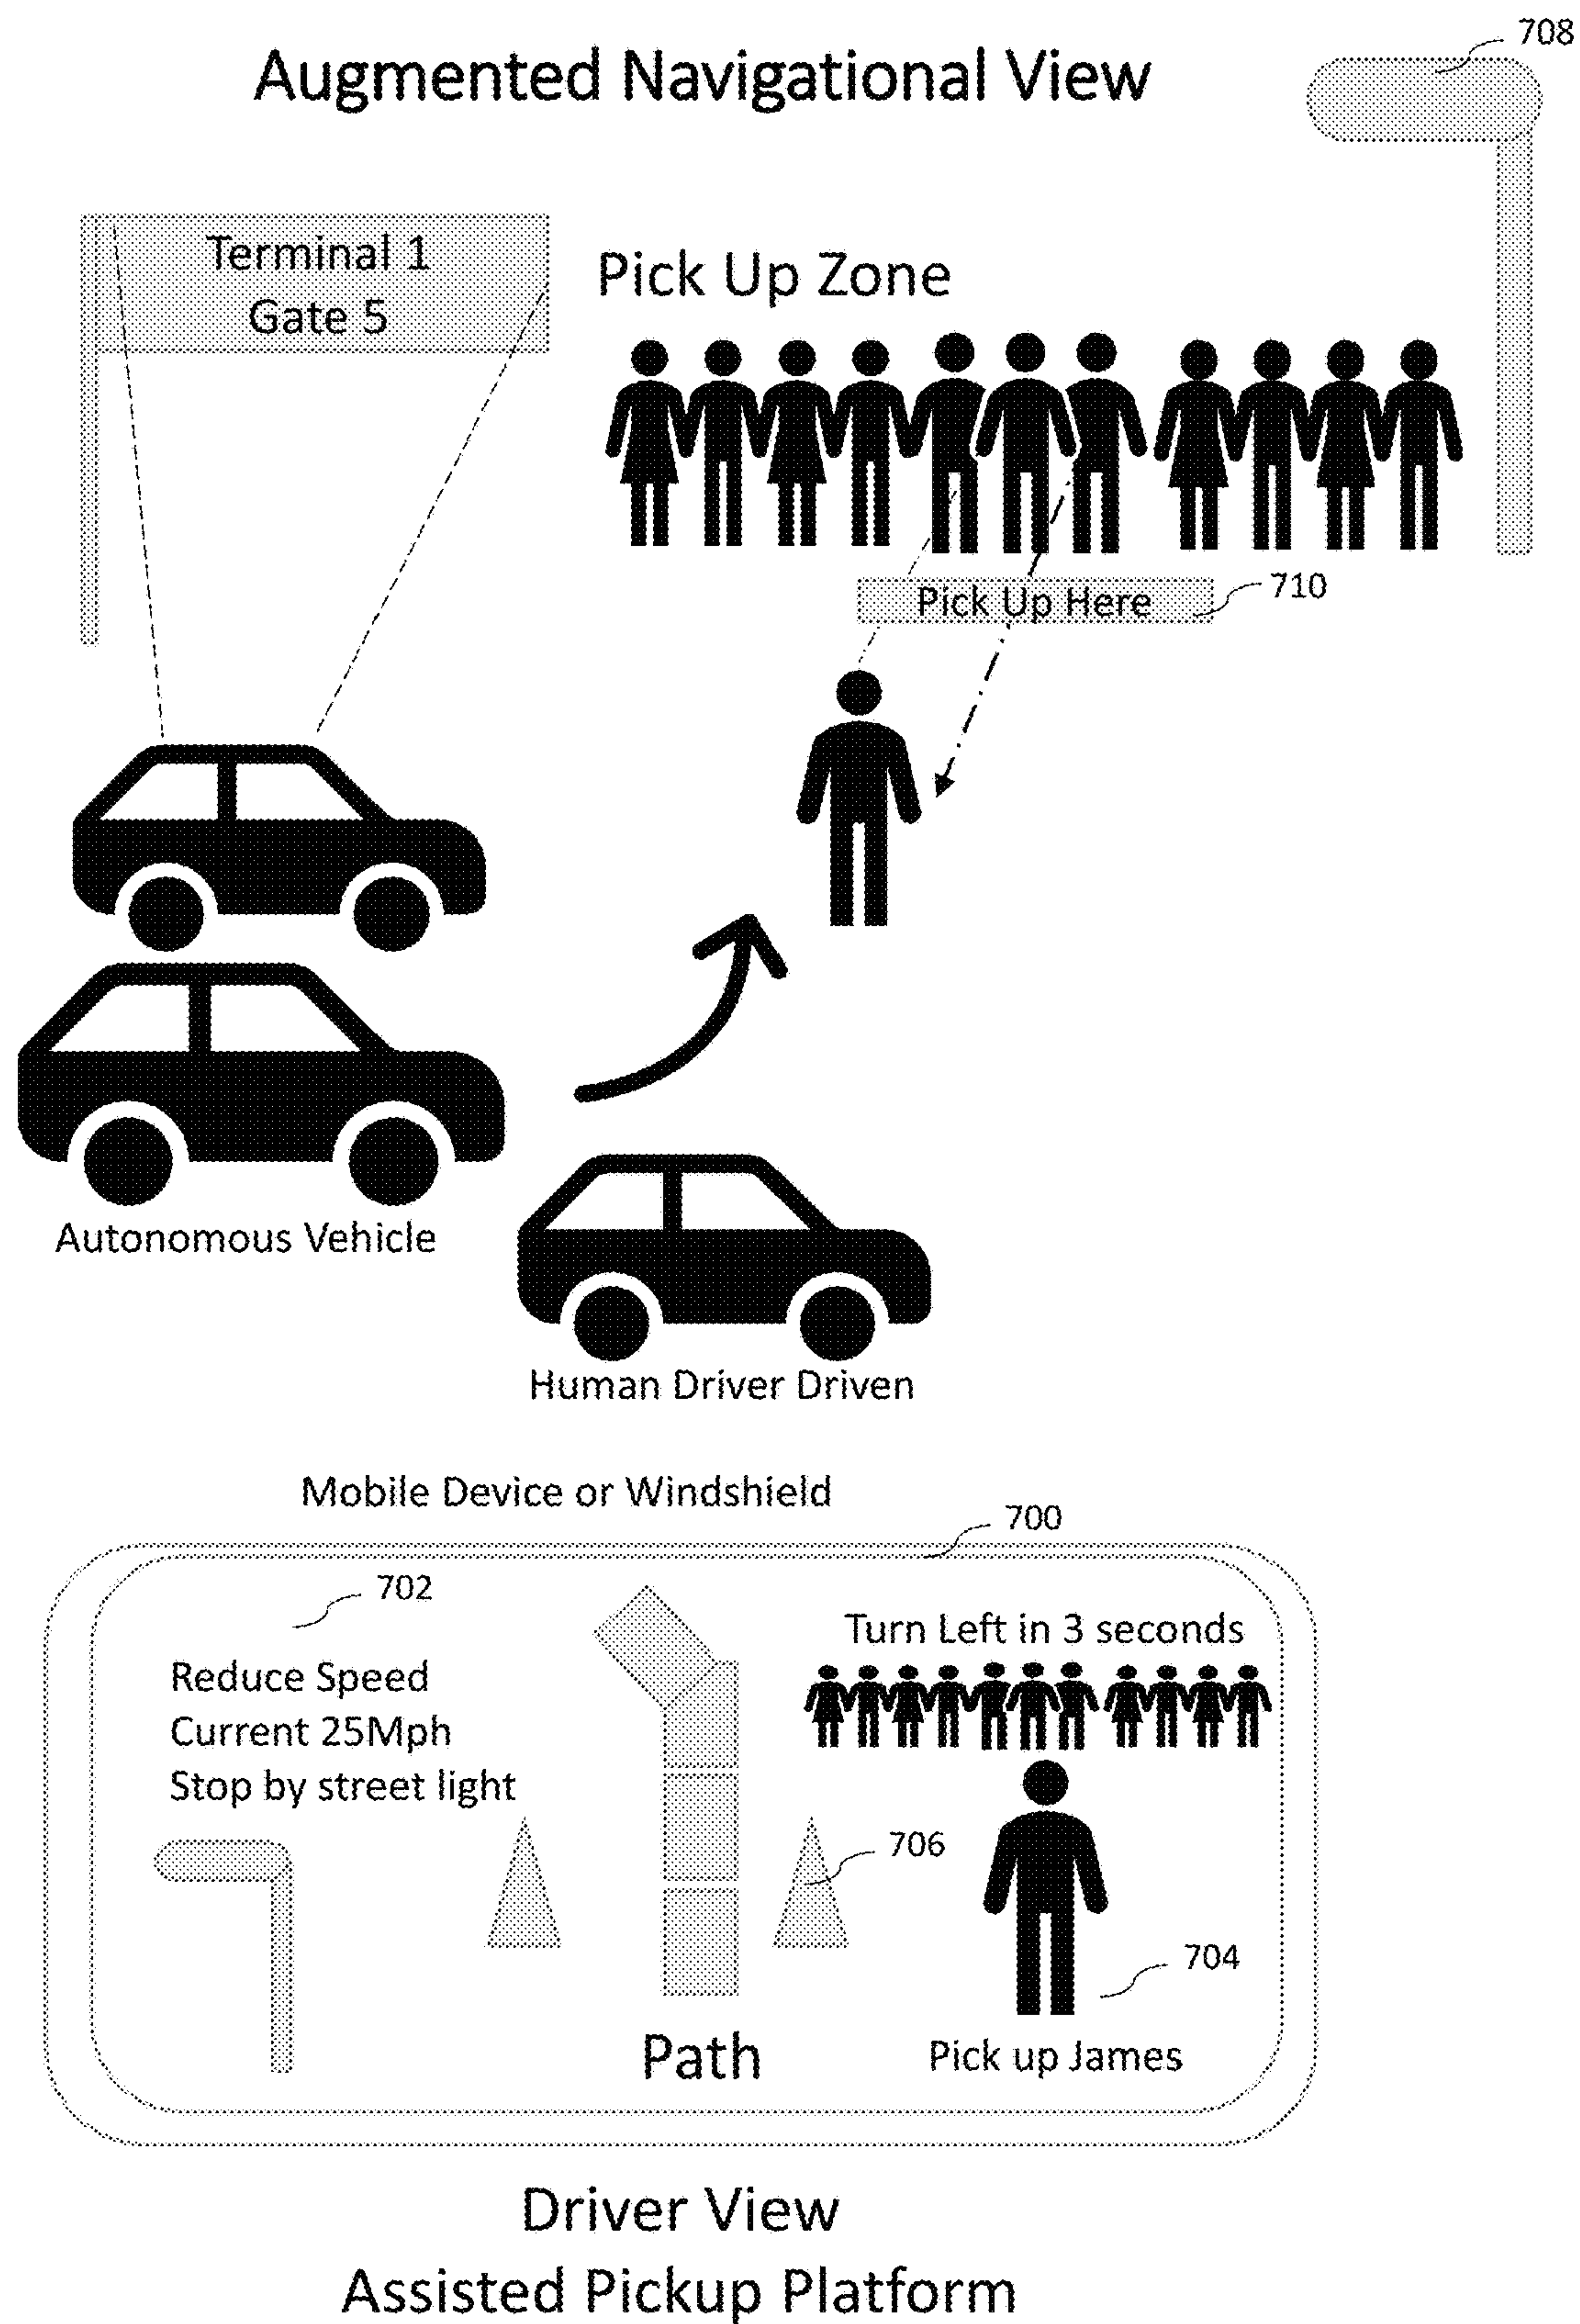 708
Augmented Navigational View
Terminal 1
Gate 5
Pick Up Zone
Pick Up Here
710
Autonomous Vehicle
Human Driver Driven
Mobile Device or Windshield
700
702
Turn Left in 3 seconds
Reduce Speed
Current 25Mph
Stop by street light
706
704
Path
Pick up James
Driver View
Assisted Pickup Platform